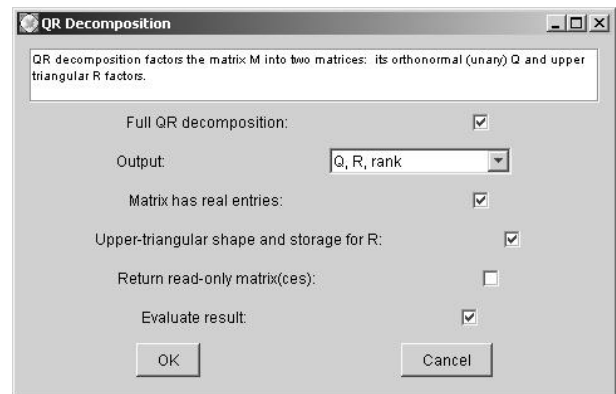 QR Decomposition
QR decomposition factors the matrix M into two matrices: its orthonormal (unary) Q and upper
triangular R factors.
Full QR decomposition:
Output: Q, R, rank
Matrix has real entries:
Upper-triangular shape and storage for R:
Return read-only matrix(ces):
Evaluate result:
OK Cancel